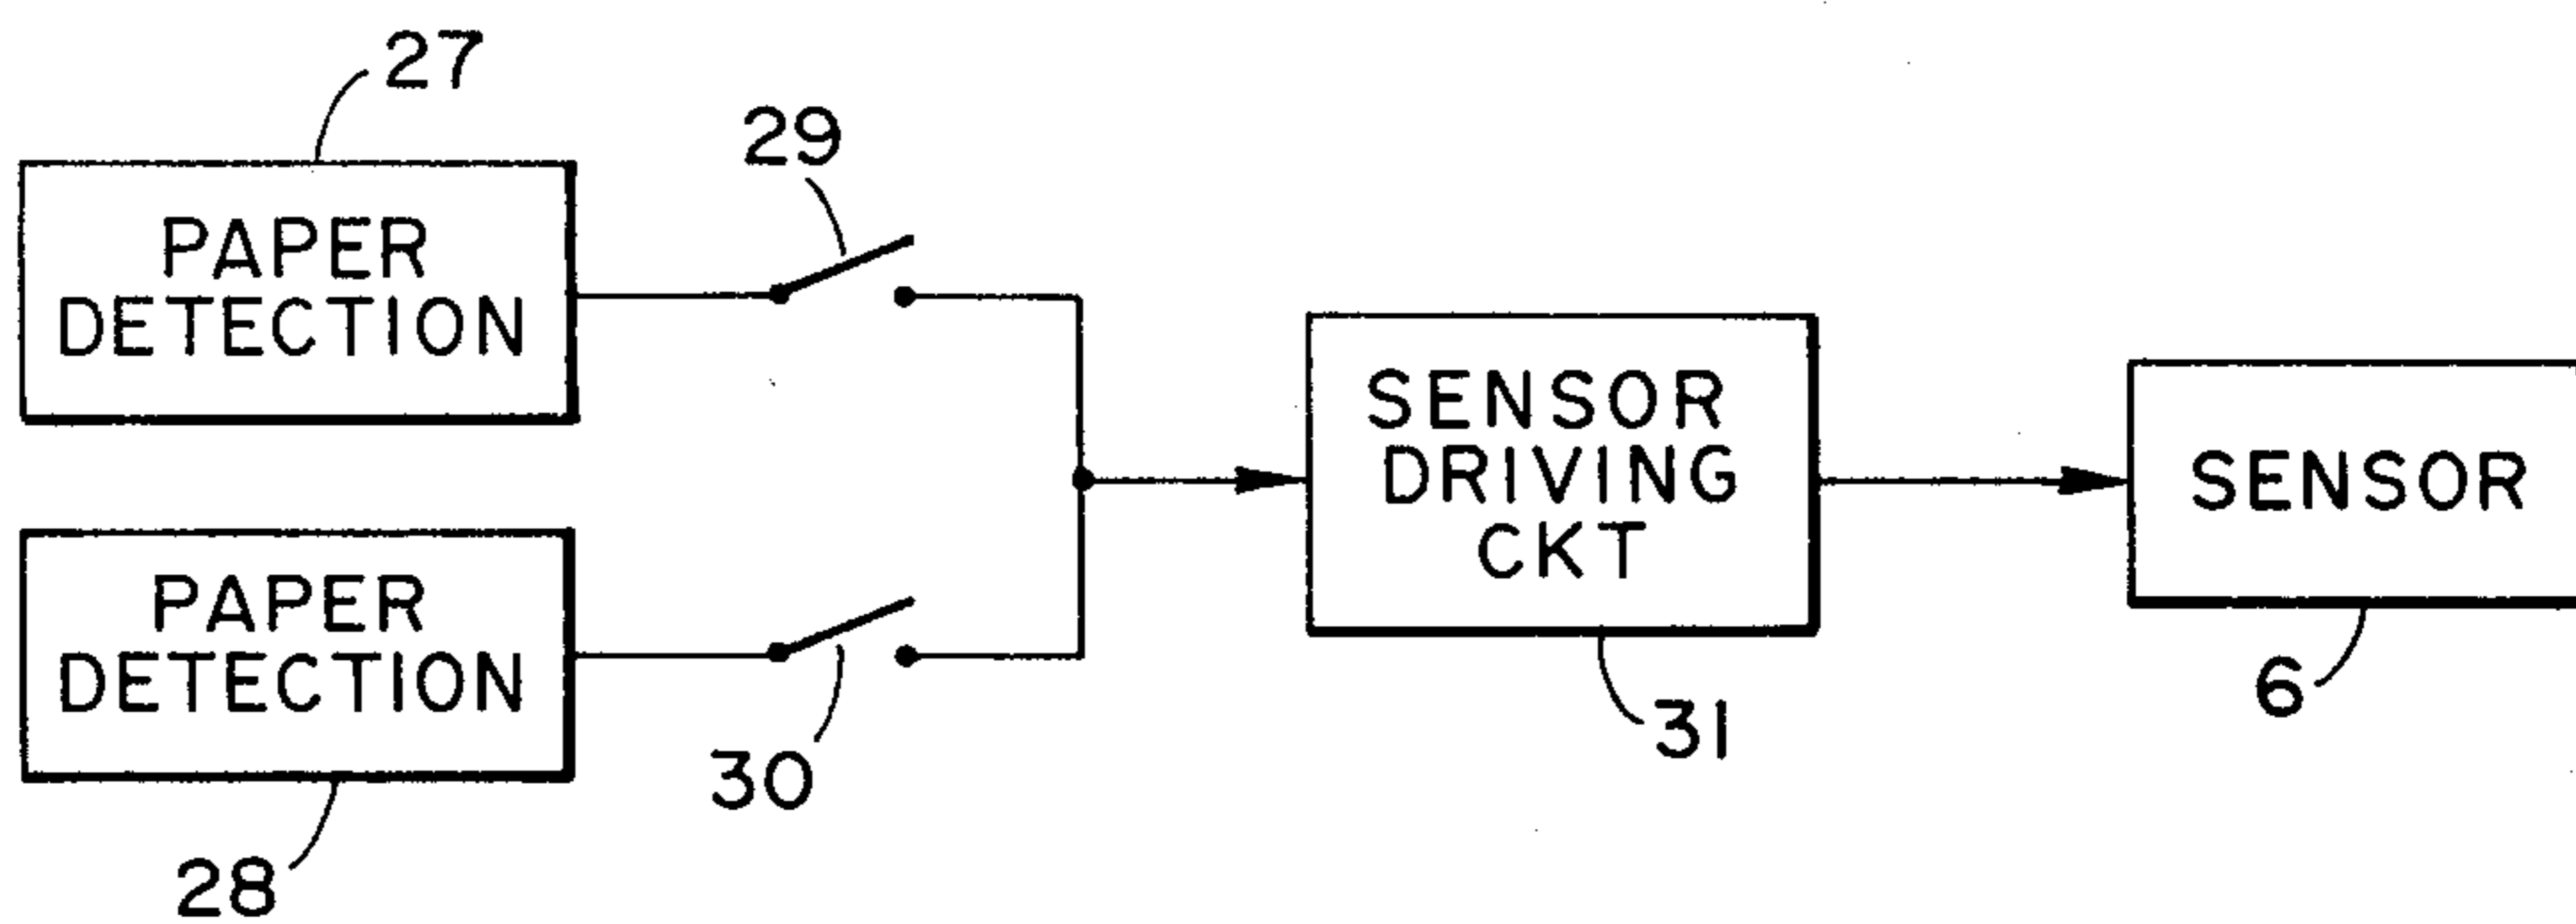 27
29
PAPER
DETECTION
SENSOR
DRIVING
CKT
SENSOR
PAPER
DETECTION
30
31
6
28